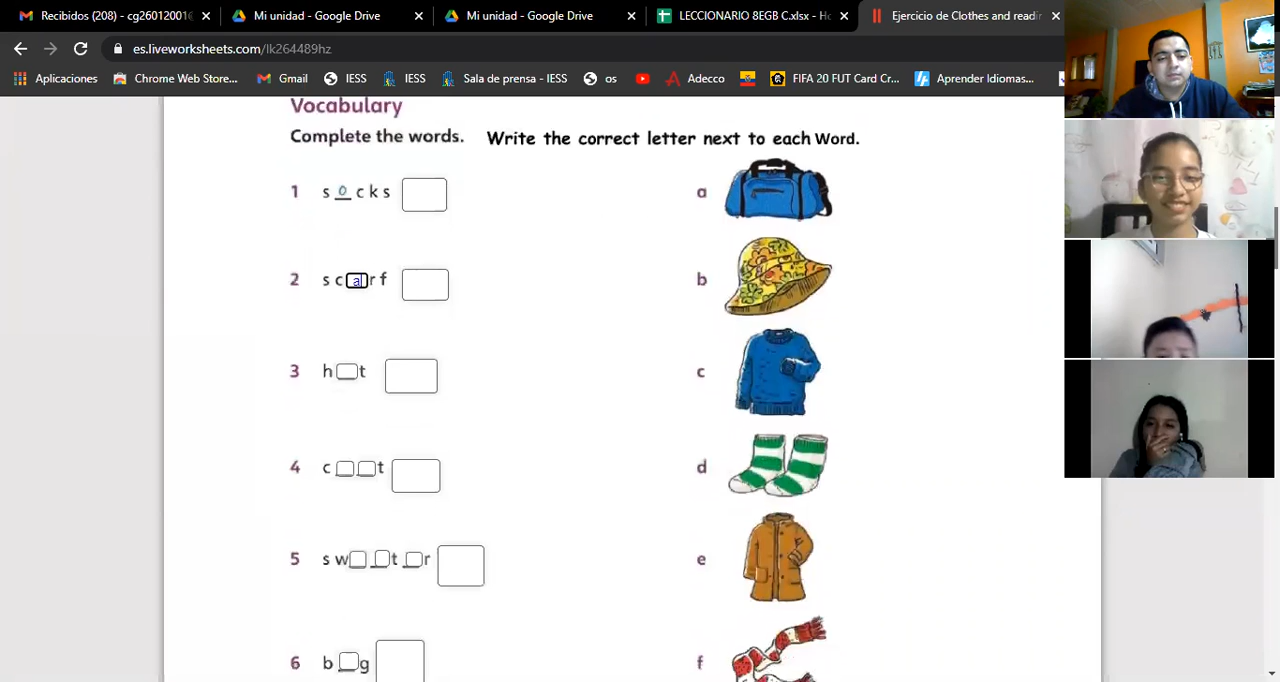 Recibidos (208) - cg26012001@
Mi unidad - Google Drive
Mi unidad - Google Drive
LECCIONARIO 8EGB C.xlsx - Ho
Ejercicio de Clothes and readin
es.liveworksheets.com/lk264489hz
Aplicaciones
Chrome Web Store...
Gmail
IESS
IESS
Sala de prensa - IESS
os
Adecco
FIFA 20 FUT Card Cr...
Aprender Idiomas...
Vocabulary
Complete the words. Write the correct letter next to each Word.
1 s o c k s
a
2 s c a r f
b
3 h _ t
c
4 c _ _ t
d
5 s w _ _ t _ r
e
6 b _ g
f